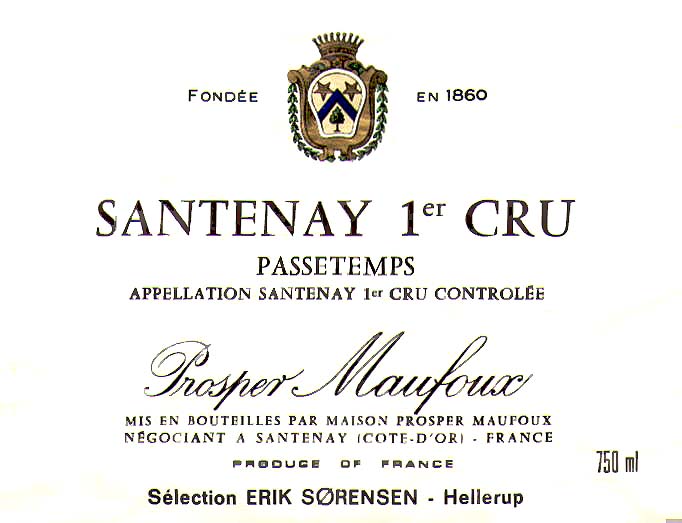 FONDÉE EN 1860
SANTENAY 1er CRU
PASSETEMPS
APPELLATION SANTENAY 1er CRU CONTROLÉE
Prosper Maufoux
MIS EN BOUTEILLES PAR MAISON PROSPER MAUFOUX
NÉGOCIANT A SANTENAY (COTE-D'OR) - FRANCE
PRODUCE OF FRANCE
750 ml
Sélection ERIK SØRENSEN - Hellerup